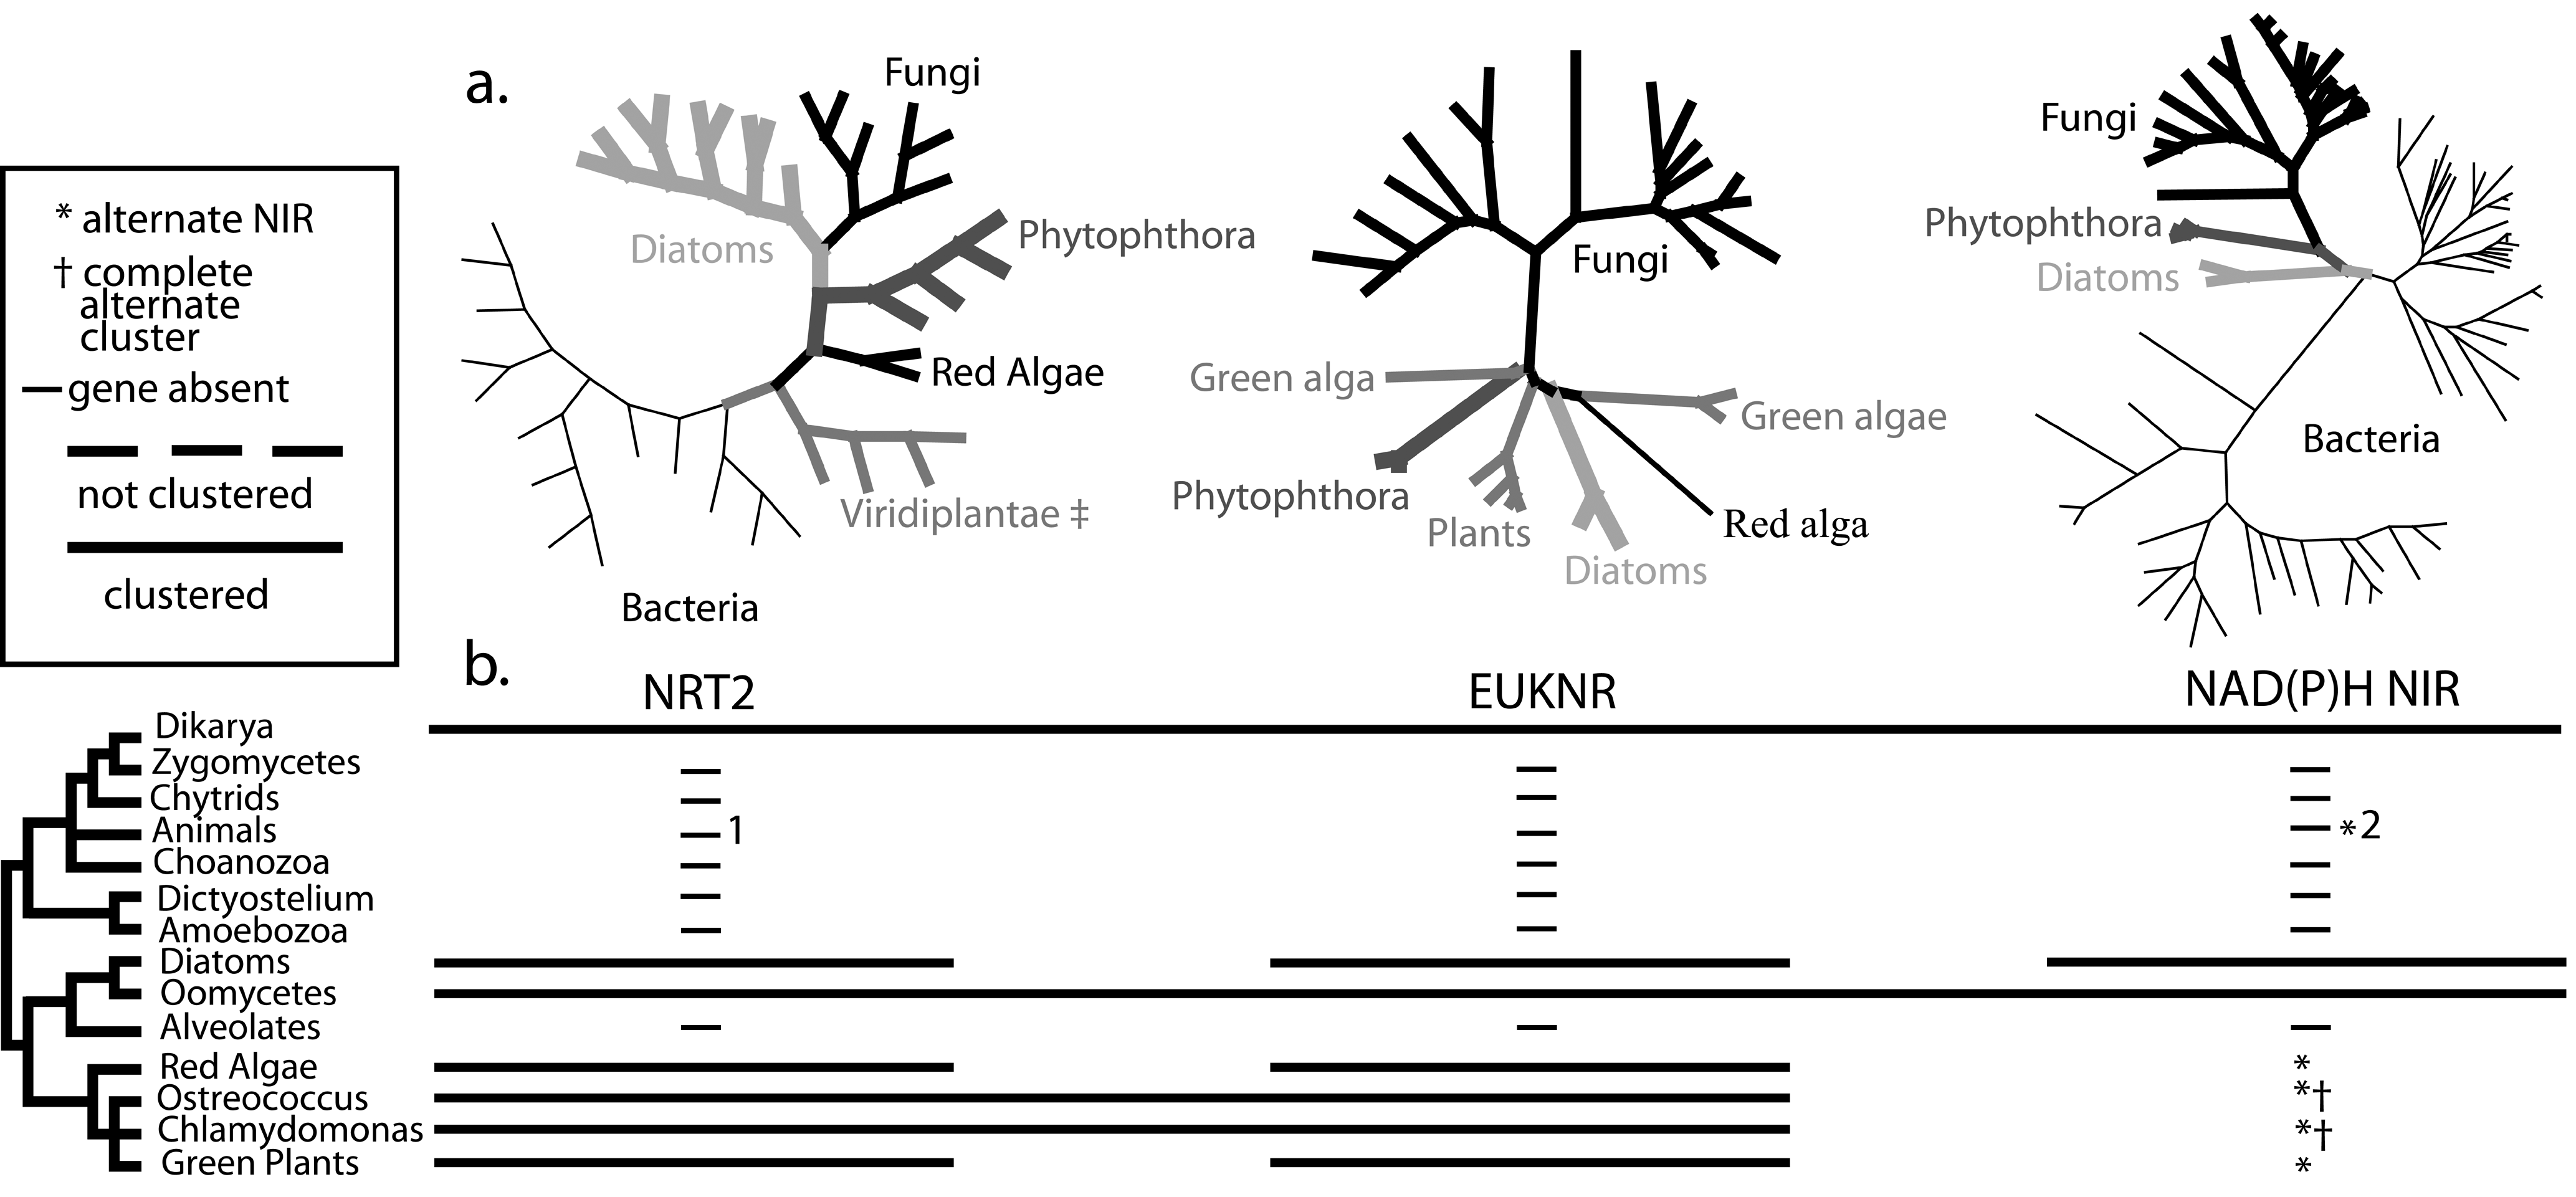 a.
Fungi
Diatoms
Phytophthora
Red Algae
Viridiplantae ‡
Bacteria
Fungi
Green alga
Green algae
Phytophthora
Plants
Red alga
Diatoms
Fungi
Phytophthora
Diatoms
Bacteria
* alternate NIR
† complete
alternate
cluster
gene absent
not clustered
clustered
b.
NRT2
EUKNR
NAD(P)H NIR
Dikarya
Zygomycetes
Chytrids
Animals
1
*2
Choanozoa
Dictyostelium
Amoebozoa
Diatoms
Oomycetes
Alveolates
Red Algae
*
Ostreococcus
*†
Chlamydomonas
*†
Green Plants
*